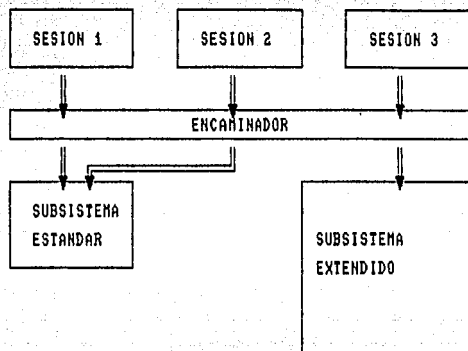 SESION 1
SESION 2
SESION 3
ENCAMINADOR
SUBSISTEMA
ESTANDAR
SUBSISTEMA
EXTENDIDO